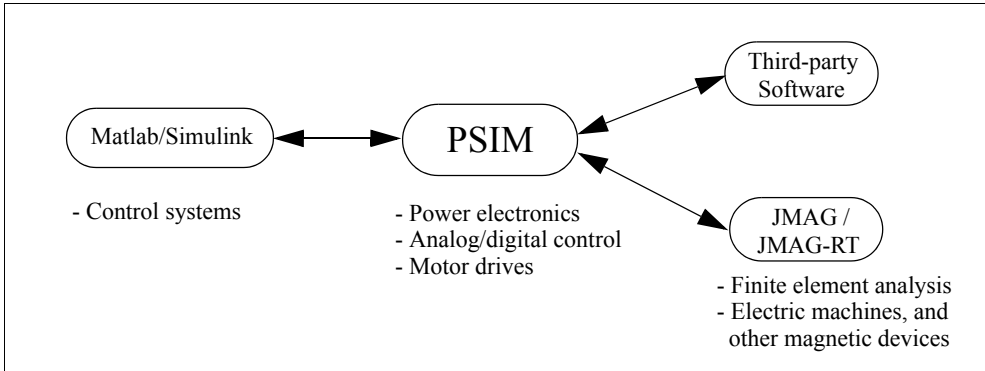 Third-party
Software
Matlab/Simulink
PSIM
- Control systems
- Power electronics
- Analog/digital control
- Motor drives
JMAG /
JMAG-RT
- Finite element analysis
- Electric machines, and
other magnetic devices